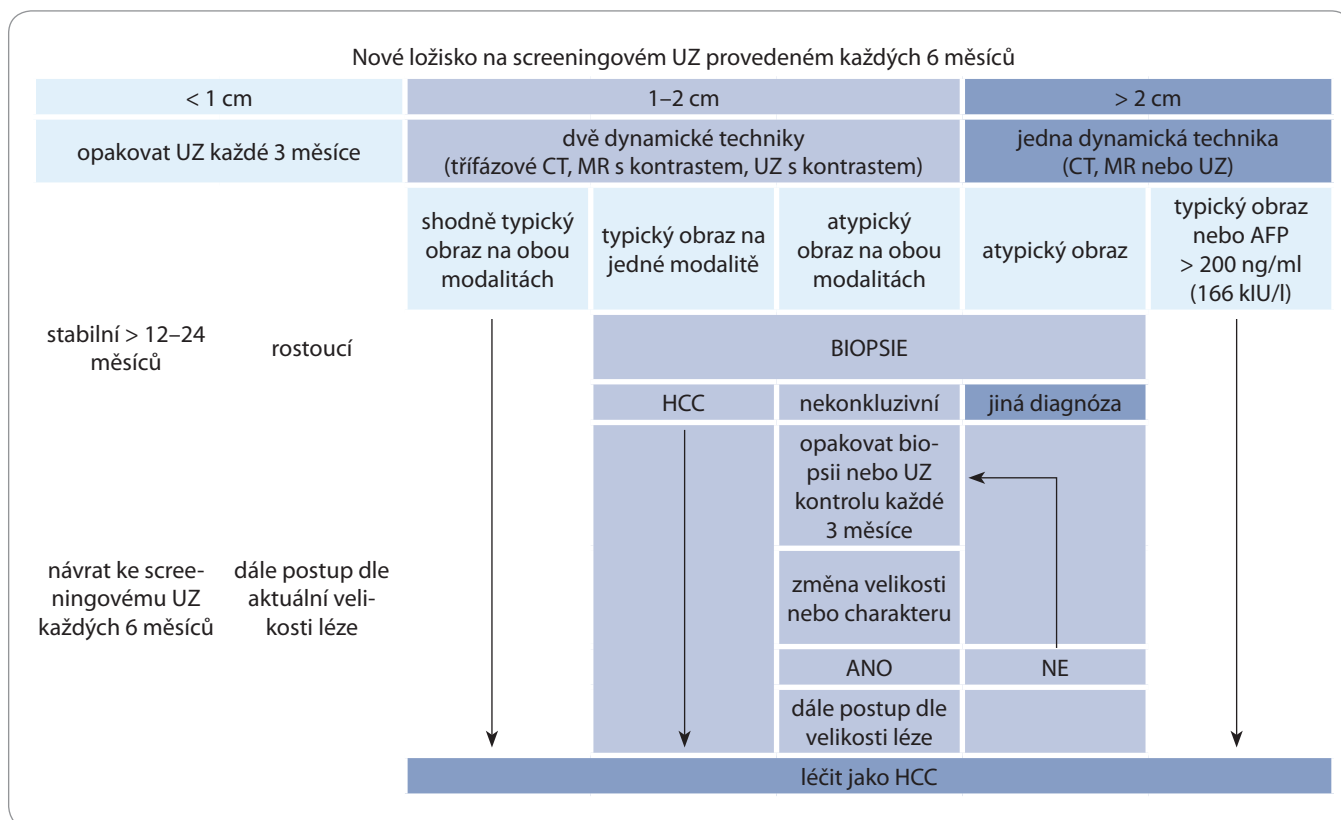 Nové ložisko na screeningovém UZ provedeném každých 6 měsíců
< 1 cm
1–2 cm
> 2 cm
opakovat UZ každé 3 měsíce
dvě dynamické techniky
(třífázové CT, MR s kontrastem, UZ s kontrastem)
jedna dynamická technika
(CT, MR nebo UZ)
shodně typický
obraz na obou
modalitách
typický obraz na
jedné modalitě
atypický
obraz na obou
modalitách
atypický obraz
typický obraz
nebo AFP
> 200 ng/ml
(166 kIU/l)
stabilní > 12–24
měsíců
rostoucí
BIOPSIE
HCC
nekonkluzivní
jiná diagnóza
opakovat bio-
psii nebo UZ
kontrolu každé
3 měsíce
návrat ke scree-
ningovému UZ
každých 6 měsíců
dále postup dle
aktuální veli-
kosti léze
změna velikosti
nebo charakteru
ANO
NE
dále postup dle
velikosti léze
léčit jako HCC